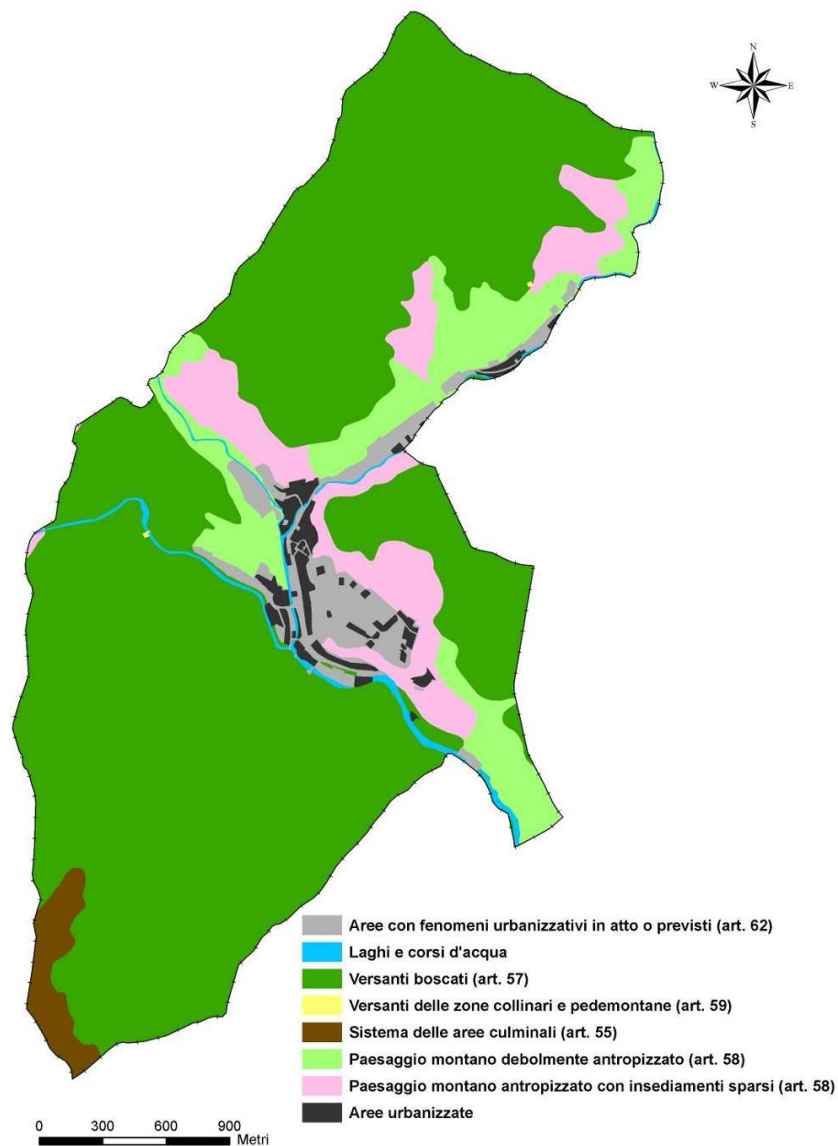 N
W E
S
Aree con fenomeni urbanizzativi in atto o previsti (art. 62)
Laghi e corsi d'acqua
Versanti boscati (art. 57)
Versanti delle zone collinari e pedemontane (art. 59)
Sistema delle aree culminali (art. 55)
Paesaggio montano debolmente antropizzato (art. 58)
Paesaggio montano antropizzato con insediamenti sparsi (art. 58)
Aree urbanizzate
0 300 600 900
Metri